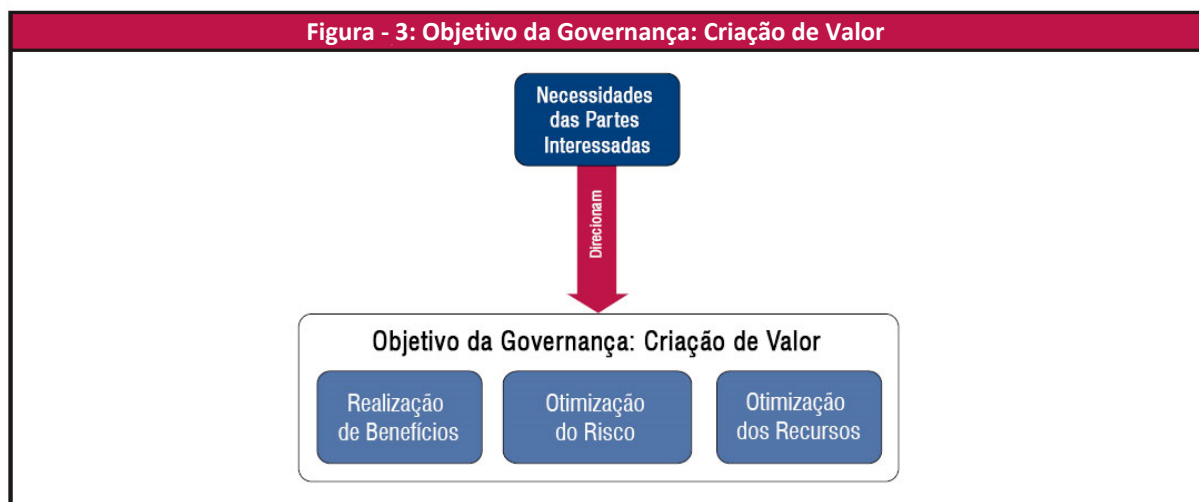 Figura - 3: Objetivo da Governança: Criação de Valor
Necessidades
das Partes
Interessadas
Direcionam
Objetivo da Governança: Criação de Valor
Realização
de Benefícios
Otimização
do Risco
Otimização
dos Recursos